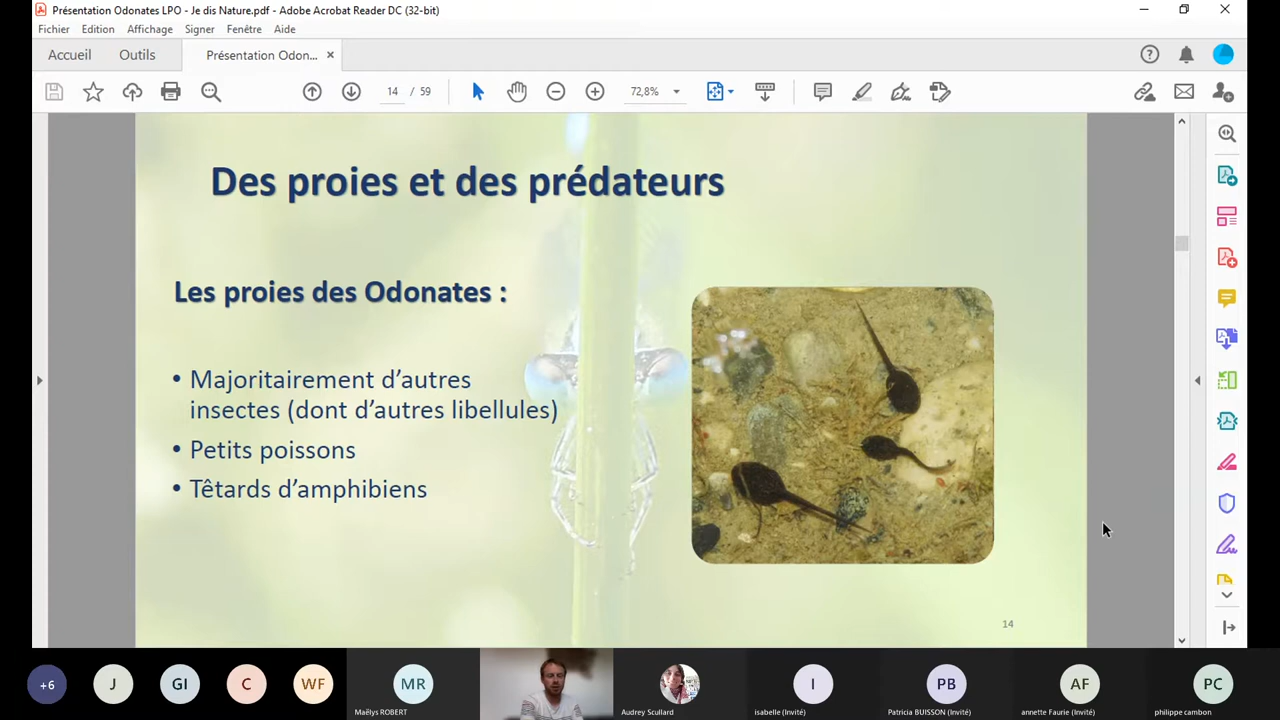 Présentation Odonates LPO - Je dis Nature.pdf - Adobe Acrobat Reader DC (32-bit)
Fichier Edition Affichage Signer Fenêtre Aide
Accueil Outils Présentation Odon... ×
14 / 59 72,8%
Des proies et des prédateurs
Les proies des Odonates :
• Majoritairement d’autres
insectes (dont d’autres libellules)
• Petits poissons
• Têtards d’amphibiens
14
+6 J GI C WF MR I PB AF PC
Maëlys ROBERT Audrey Scullard isabelle (Invité) Patricia BUISSON (Invité) annette Faurie (Invité) philippe cambon